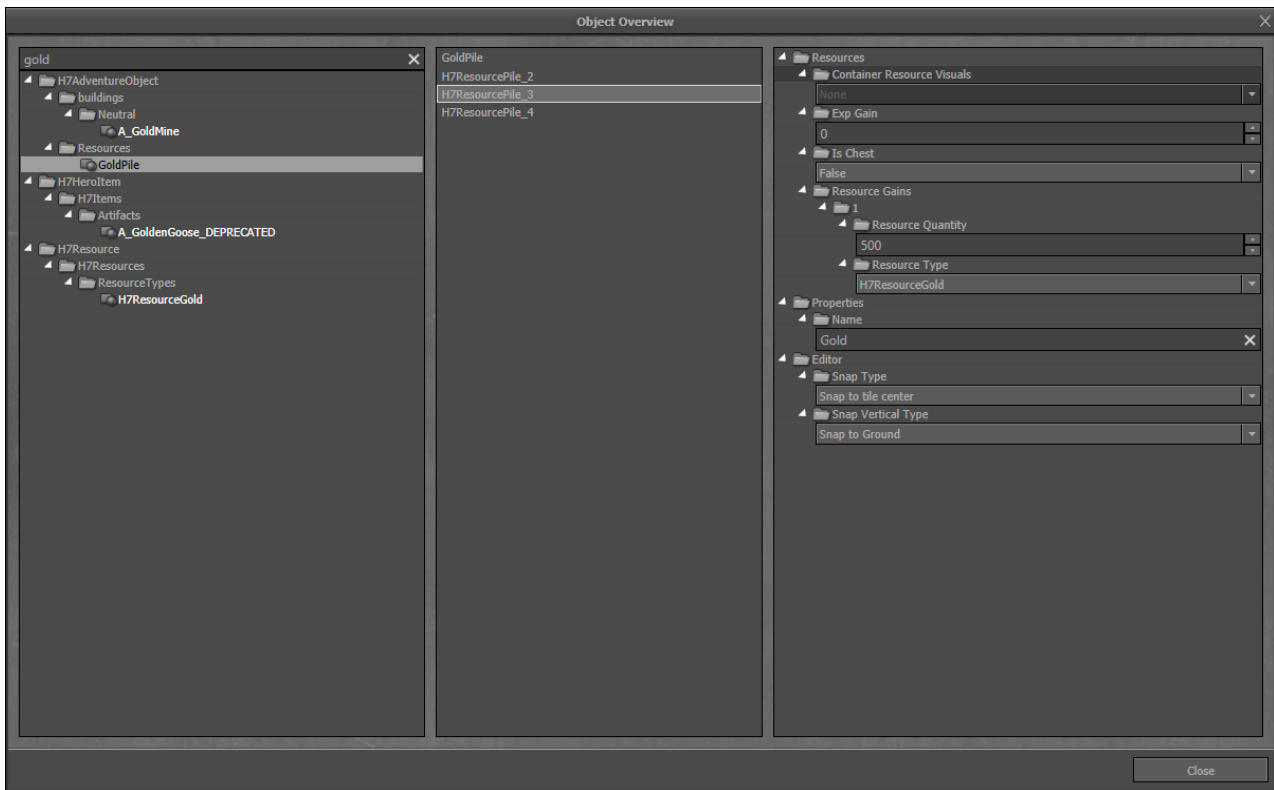 Object Overview
gold
H7AdventureObject
buildings
Neutral
A_GoldMine
Resources
GoldPile
H7HeroItem
H7Items
Artifacts
A_GoldenGoose_DEPRECATED
H7Resource
H7Resources
ResourceTypes
H7ResourceGold
GoldPile
H7ResourcePile_2
H7ResourcePile_3
H7ResourcePile_4
Resources
Container Resource Visuals
None
Exp Gain
0
Is Chest
False
Resource Gains
1
Resource Quantity
500
Resource Type
H7ResourceGold
Properties
Name
Gold
Editor
Snap Type
Snap to tile center
Snap Vertical Type
Snap to Ground
Close